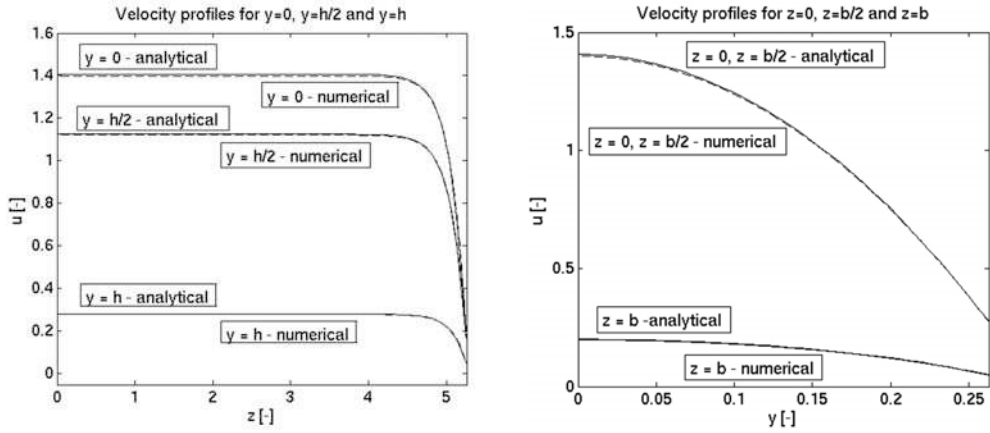 Velocity profiles for y=0, y=h/2 and y=h
1.6
1.4
1.2
1
0.8
0.6
0.4
0.2
0
u [-]
y = 0 - analytical
y = 0 - numerical
y = h/2 - analytical
y = h/2 - numerical
y = h - analytical
y = h - numerical
0 1 2 3 4 5
z [-]
Velocity profiles for z=0, z=b/2 and z=b
1.5
1
0.5
0
u [-]
z = 0, z = b/2 - analytical
z = 0, z = b/2 - numerical
z = b -analytical
z = b - numerical
0 0.05 0.1 0.15 0.2 0.25
y [-]